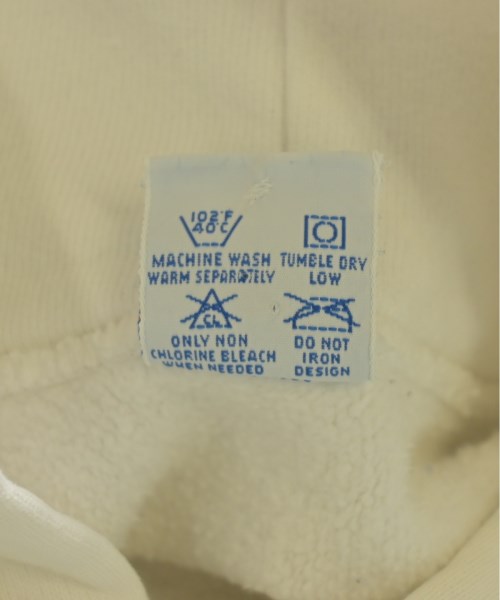 102°F
40°C
MACHINE WASH
WARM SEPARATELY
TUMBLE DRY
LOW
CL
ONLY NON
CHLORINE BLEACH
WHEN NEEDED
DO NOT
IRON
DESIGN